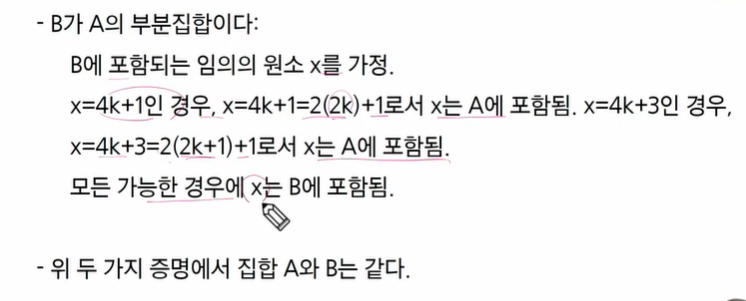 - B가 A의 부분집합이다:
B에 포함되는 임의의 원소 x를 가정.
x=4k+1인 경우, x=4k+1=2(2k)+1로서 x는 A에 포함됨. x=4k+3인 경우,
x=4k+3=2(2k+1)+1로서 x는 A에 포함됨.
모든 가능한 경우에 x는 B에 포함됨.
- 위 두 가지 증명에서 집합 A와 B는 같다.